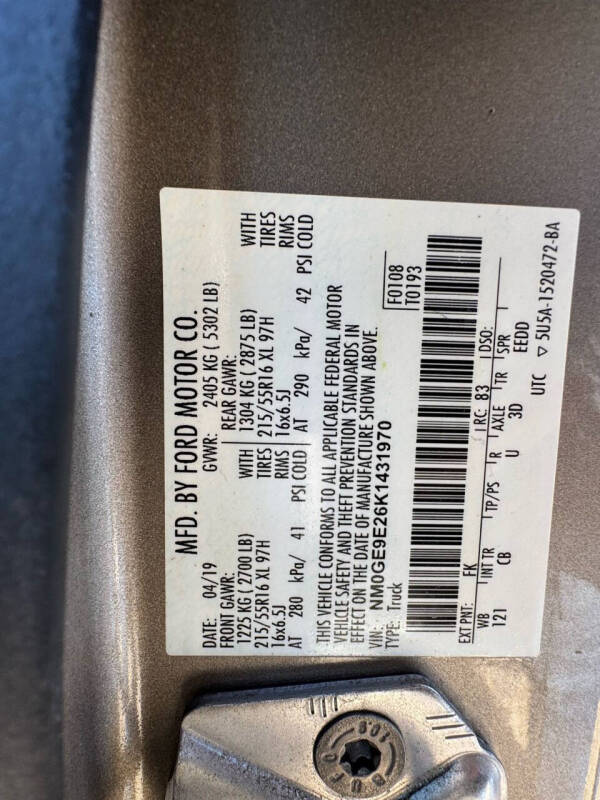 MFD. BY FORD MOTOR CO.
DATE: 04/19 GVWR: 2405 KG ( 5302 LB)
FRONT GAWR: REAR GAWR:
1225 KG ( 2700 LB) WITH 1304 KG ( 2875 LB) WITH
215/55R16 XL 97H TIRES 215/55R16 XL 97H TIRES
16x6.5J RIMS 16x6.5J RIMS
AT 280 kPa/ 41 PSI COLD AT 290 kPa/ 42 PSI COLD
THIS VEHICLE CONFORMS TO ALL APPLICABLE FEDERAL MOTOR
VEHICLE SAFETY AND THEFT PREVENTION STANDARDS IN
EFFECT ON THE DATE OF MANUFACTURE SHOWN ABOVE.
VIN: NM0GE9E26K1431970 F0108
TYPE: Truck T0193
EXT PNT: FK RC: 83 DSO:
WB INT TR TP/PS R AXLE TR SPR
121 CB U 3D EEDD
UTC ▽ 5U5A-1520472-BA
BUFO
10.9